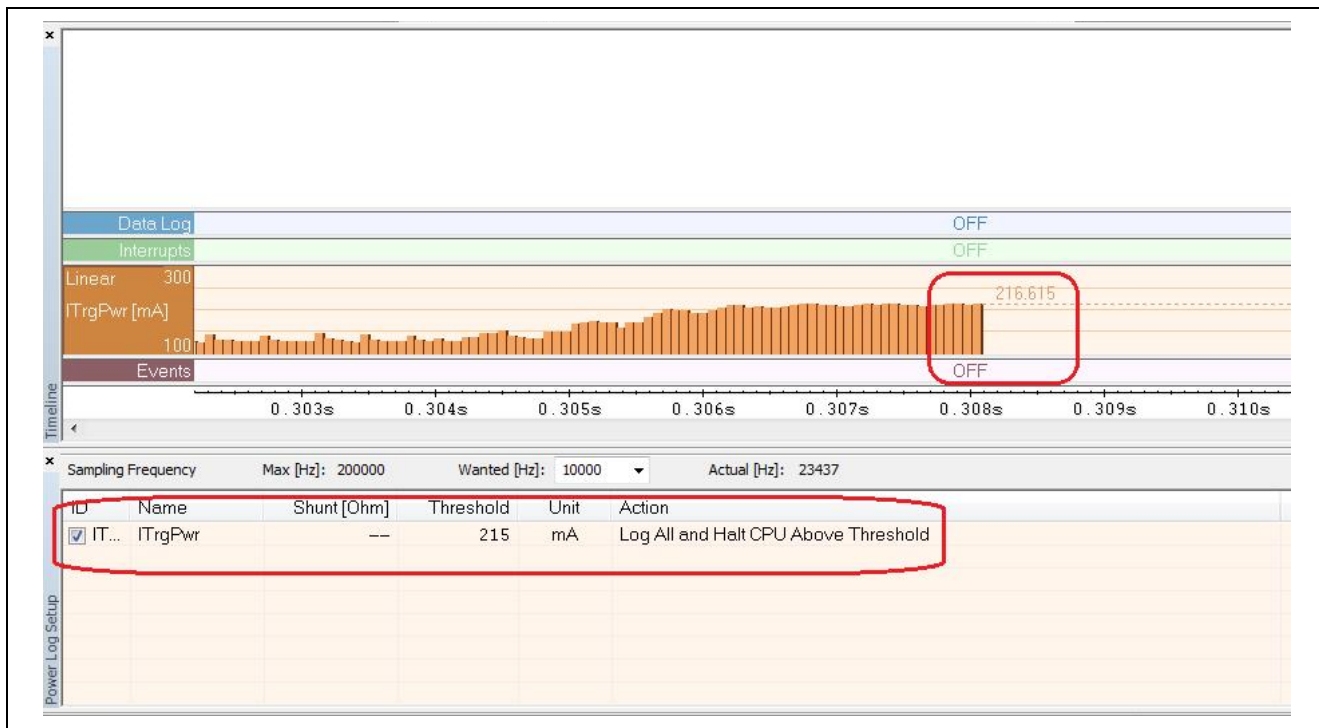 Timeline
Data Log OFF
Interrupts OFF
Linear 300
216.615
ITrgPwr [mA]
100
Events OFF
0.303s 0.304s 0.305s 0.306s 0.307s 0.308s 0.309s 0.310s
Power Log Setup
Sampling Frequency Max [Hz]: 200000 Wanted [Hz]: 10000 Actual [Hz]: 23437
ID Name Shunt [Ohm] Threshold Unit Action
IT... ITrgPwr -- 215 mA Log All and Halt CPU Above Threshold